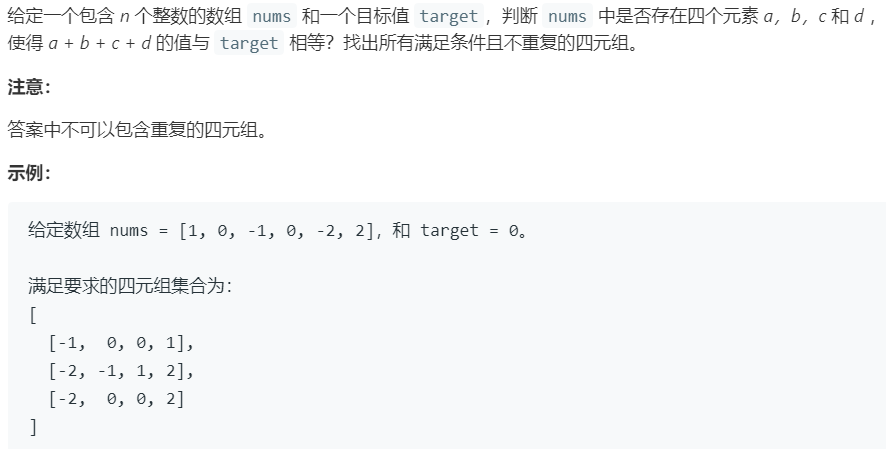 给定一个包含 n 个整数的数组 nums 和一个目标值 target，判断 nums 中是否存在四个元素 a，b，c 和 d ，
使得 a + b + c + d 的值与 target 相等？找出所有满足条件且不重复的四元组。
注意：
答案中不可以包含重复的四元组。
示例：
给定数组 nums = [1, 0, -1, 0, -2, 2]，和 target = 0。
满足要求的四元组集合为：
[
[-1, 0, 0, 1],
[-2, -1, 1, 2],
[-2, 0, 0, 2]
]